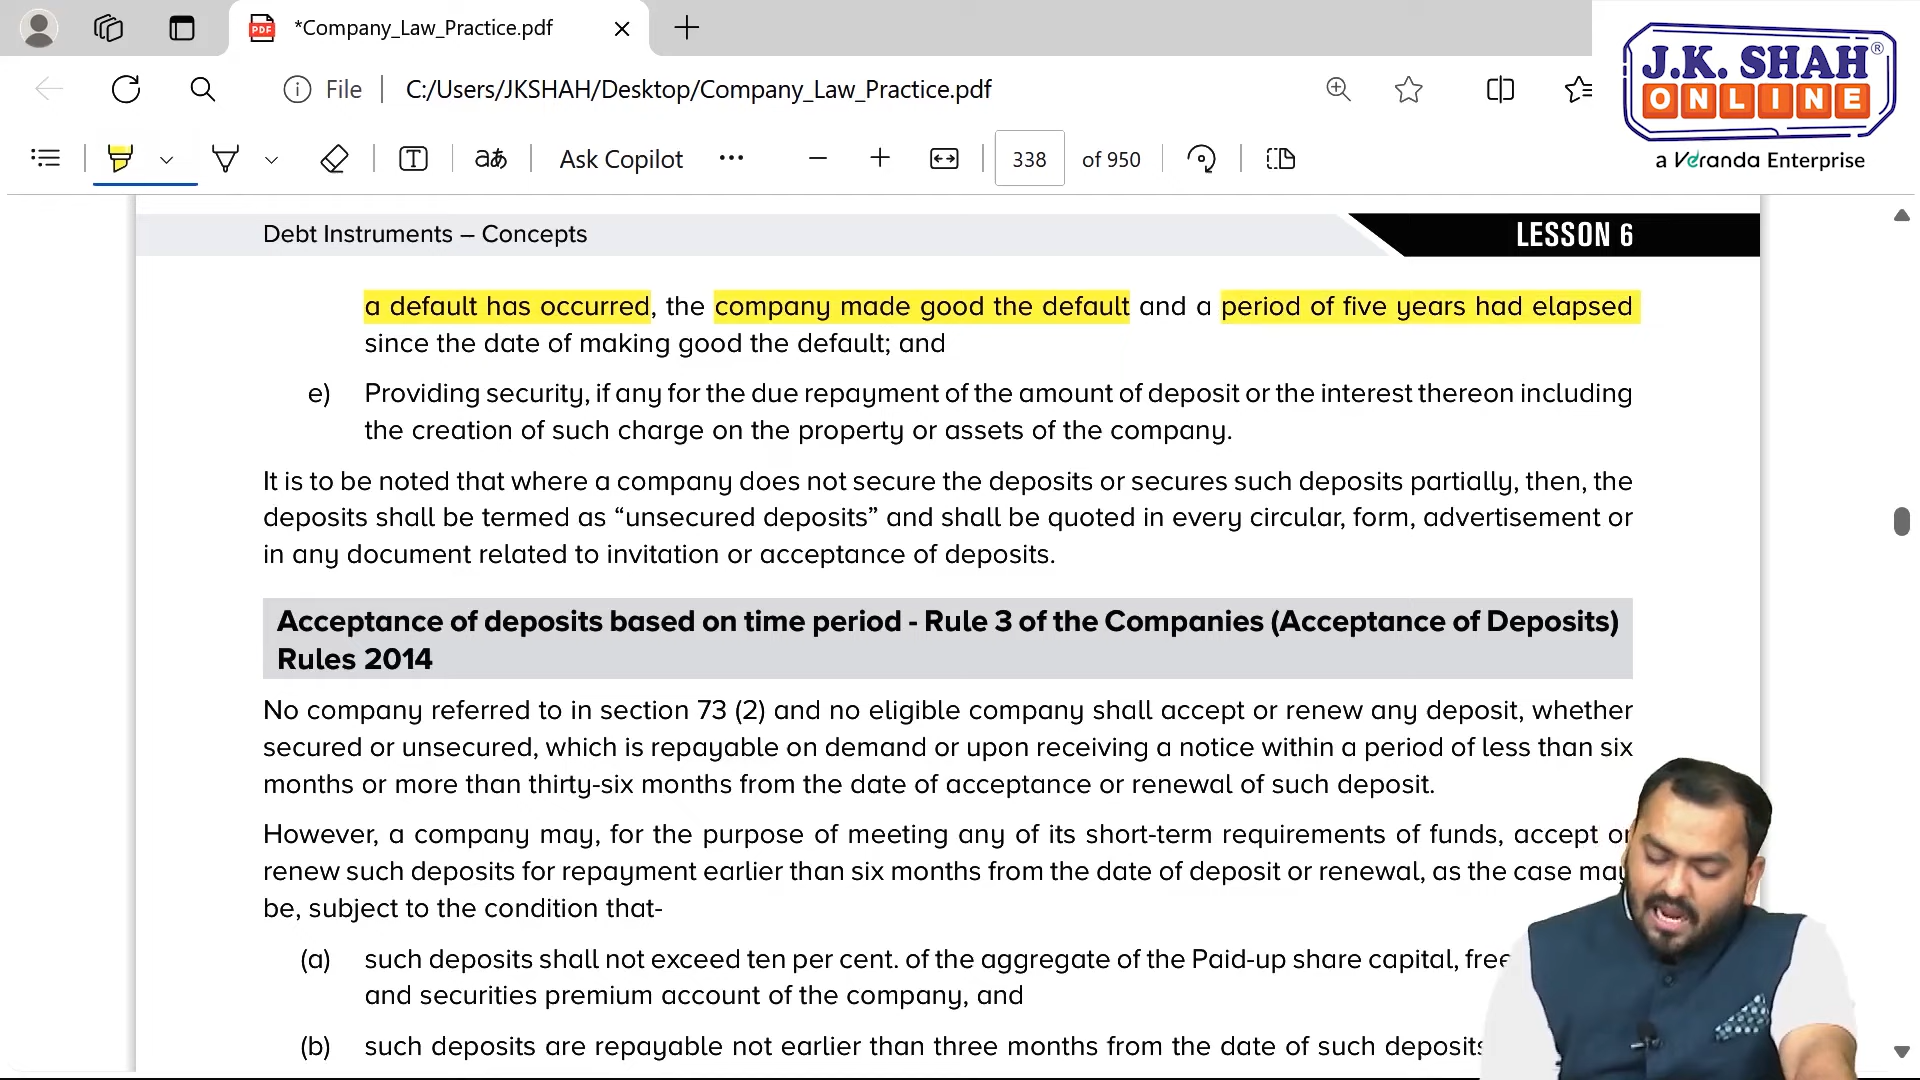 *Company_Law_Practice.pdf
File
C:/Users/JKSHAH/Desktop/Company_Law_Practice.pdf
J.K. SHAH®
ONLINE
a Veranda Enterprise
Ask Copilot
338 of 950
Debt Instruments – Concepts
LESSON 6
a default has occurred, the company made good the default and a period of five years had elapsed
since the date of making good the default; and
e) Providing security, if any for the due repayment of the amount of deposit or the interest thereon including
the creation of such charge on the property or assets of the company.
It is to be noted that where a company does not secure the deposits or secures such deposits partially, then, the
deposits shall be termed as “unsecured deposits” and shall be quoted in every circular, form, advertisement or
in any document related to invitation or acceptance of deposits.
Acceptance of deposits based on time period - Rule 3 of the Companies (Acceptance of Deposits)
Rules 2014
No company referred to in section 73 (2) and no eligible company shall accept or renew any deposit, whether
secured or unsecured, which is repayable on demand or upon receiving a notice within a period of less than six
months or more than thirty-six months from the date of acceptance or renewal of such deposit.
However, a company may, for the purpose of meeting any of its short-term requirements of funds, accept or
renew such deposits for repayment earlier than six months from the date of deposit or renewal, as the case may
be, subject to the condition that-
(a) such deposits shall not exceed ten per cent. of the aggregate of the Paid-up share capital, free
and securities premium account of the company, and
(b) such deposits are repayable not earlier than three months from the date of such deposits